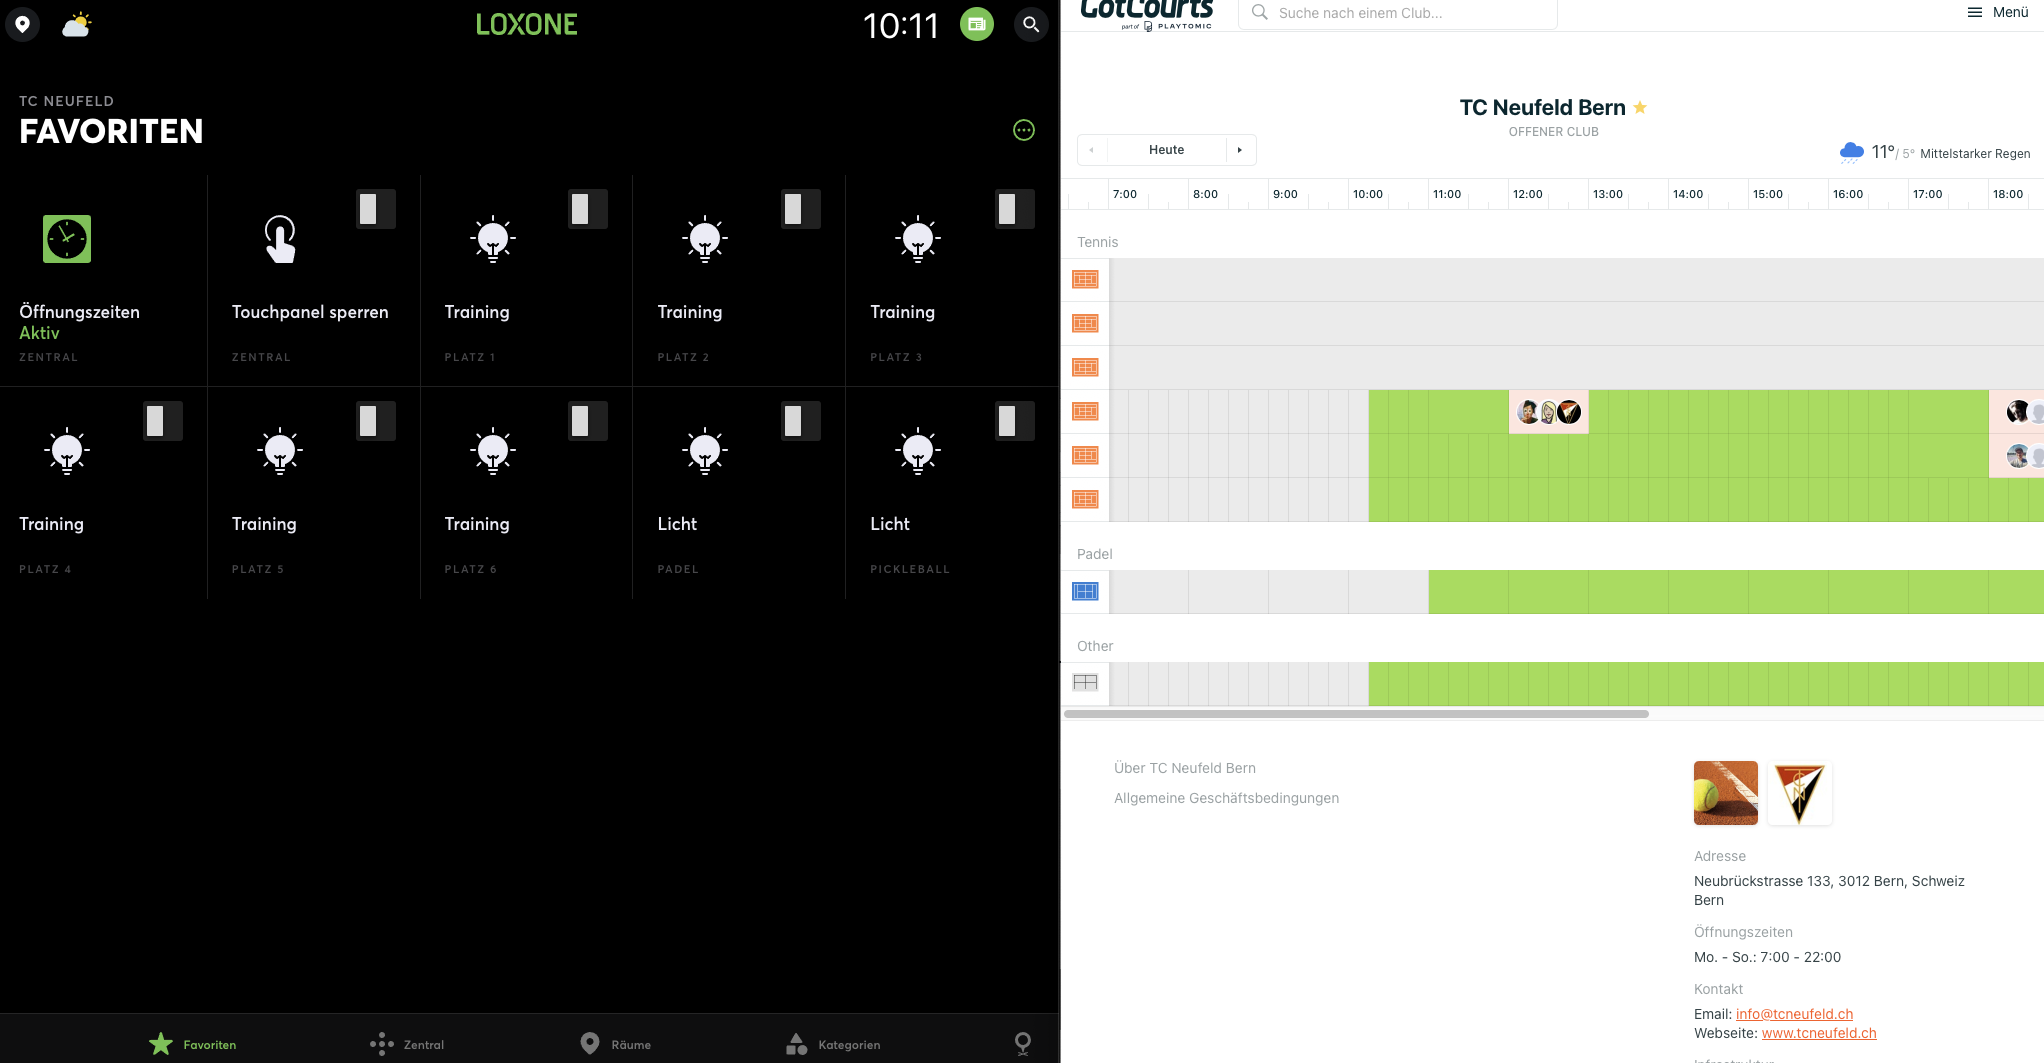 LOXONE
10:11
TC NEUFELD
FAVORITEN
Öffnungszeiten
Aktiv
ZENTRAL
Touchpanel sperren
ZENTRAL
Training
PLATZ 1
Training
PLATZ 2
Training
PLATZ 3
Training
PLATZ 4
Training
PLATZ 5
Training
PLATZ 6
Licht
PADEL
Licht
PICKLEBALL
Favoriten
Zentral
Räume
Kategorien
GotCourts
part of PLAYTOMIC
Suche nach einem Club...
Menü
TC Neufeld Bern
OFFENER CLUB
Heute
11°/ 5° Mittelstarker Regen
7:00 8:00 9:00 10:00 11:00 12:00 13:00 14:00 15:00 16:00 17:00 18:00
Tennis
Padel
Other
Über TC Neufeld Bern
Allgemeine Geschäftsbedingungen
Adresse
Neubrückstrasse 133, 3012 Bern, Schweiz
Bern
Öffnungszeiten
Mo. - So.: 7:00 - 22:00
Kontakt
Email: info@tcneufeld.ch
Webseite: www.tcneufeld.ch